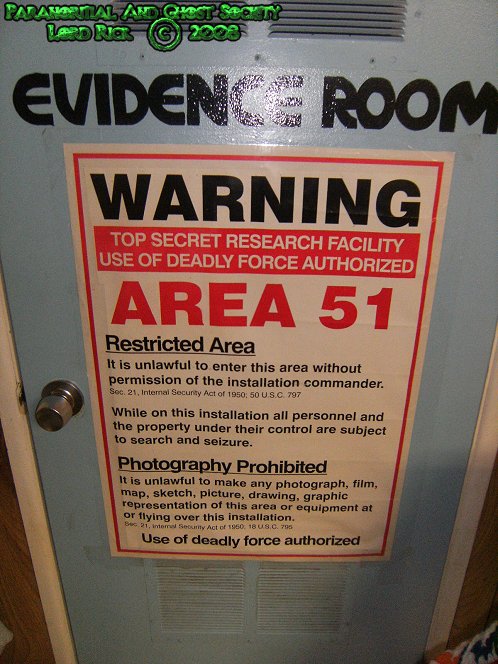 Paranormal And Ghost Society
Lord Rick © 2008
EVIDENCE ROOM
WARNING
TOP SECRET RESEARCH FACILITY
USE OF DEADLY FORCE AUTHORIZED
AREA 51
Restricted Area
It is unlawful to enter this area without
permission of the installation commander.
Sec. 21, Internal Security Act of 1950; 50 U.S.C. 797
While on this installation all personnel and
the property under their control are subject
to search and seizure.
Photography Prohibited
It is unlawful to make any photograph, film,
map, sketch, picture, drawing, graphic
representation of this area or equipment at
or flying over this installation.
Sec. 21, Internal Security Act of 1950; 18 U.S.C. 795
Use of deadly force authorized